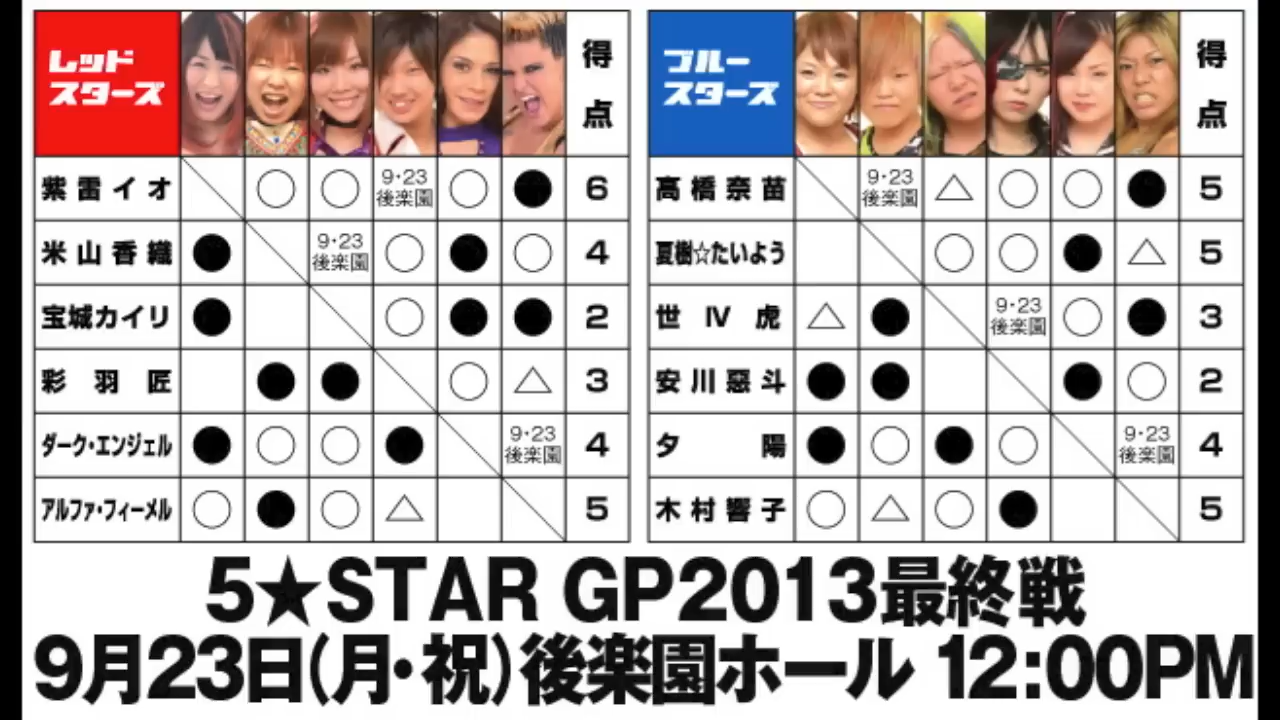 レッド
スターズ
得
点
紫雷イオ ○ ○ 9・23 後楽園 ○ ● 6
米山香織 ● 9・23 後楽園 ○ ● ○ 4
宝城カイリ ● ○ ● ● 2
彩羽匠 ● ● ○ △ 3
ダーク・エンジェル ● ○ ○ ● 9・23 後楽園 4
アルファ・フィーメル ○ ● ○ △ 5
ブルー
スターズ
得
点
高橋奈苗 9・23 後楽園 △ ○ ○ ● 5
夏樹☆たいよう ○ ○ ● △ 5
世Ⅳ虎 △ ● 9・23 後楽園 ○ ● 3
安川惡斗 ● ● ● ○ 2
夕陽 ● ○ ● ○ 9・23 後楽園 4
木村響子 ○ △ ○ ● 5
5★STAR GP2013最終戦
9月23日(月・祝)後楽園ホール 12:00PM